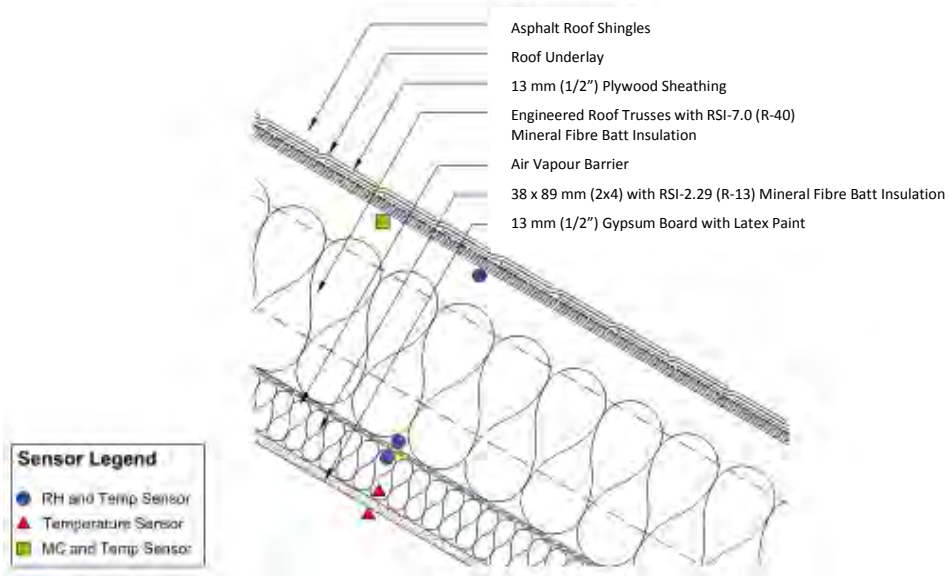 Asphalt Roof Shingles
Roof Underlay
13 mm (1/2”) Plywood Sheathing
Engineered Roof Trusses with RSI-7.0 (R-40)
Mineral Fibre Batt Insulation
Air Vapour Barrier
38 x 89 mm (2x4) with RSI-2.29 (R-13) Mineral Fibre Batt Insulation
13 mm (1/2”) Gypsum Board with Latex Paint
Sensor Legend
RH and Temp Sensor
Temperature Sensor
MC and Temp Sensor